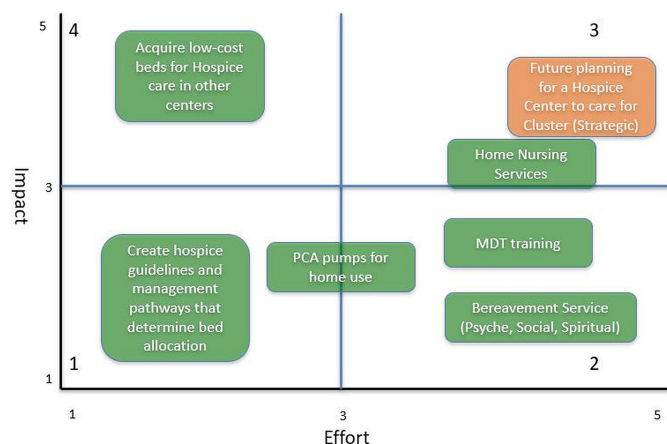 5
4
3
Acquire low-cost
beds for Hospice
care in other
centers
Future planning
for a Hospice
Center to care for
Cluster (Strategic)
Home Nursing
Services
Impact
3
Create hospice
guidelines and
management
pathways that
determine bed
allocation
PCA pumps for
home use
MDT training
Bereavement Service
(Psyche, Social, Spiritual)
1
2
1
1
3
5
Effort